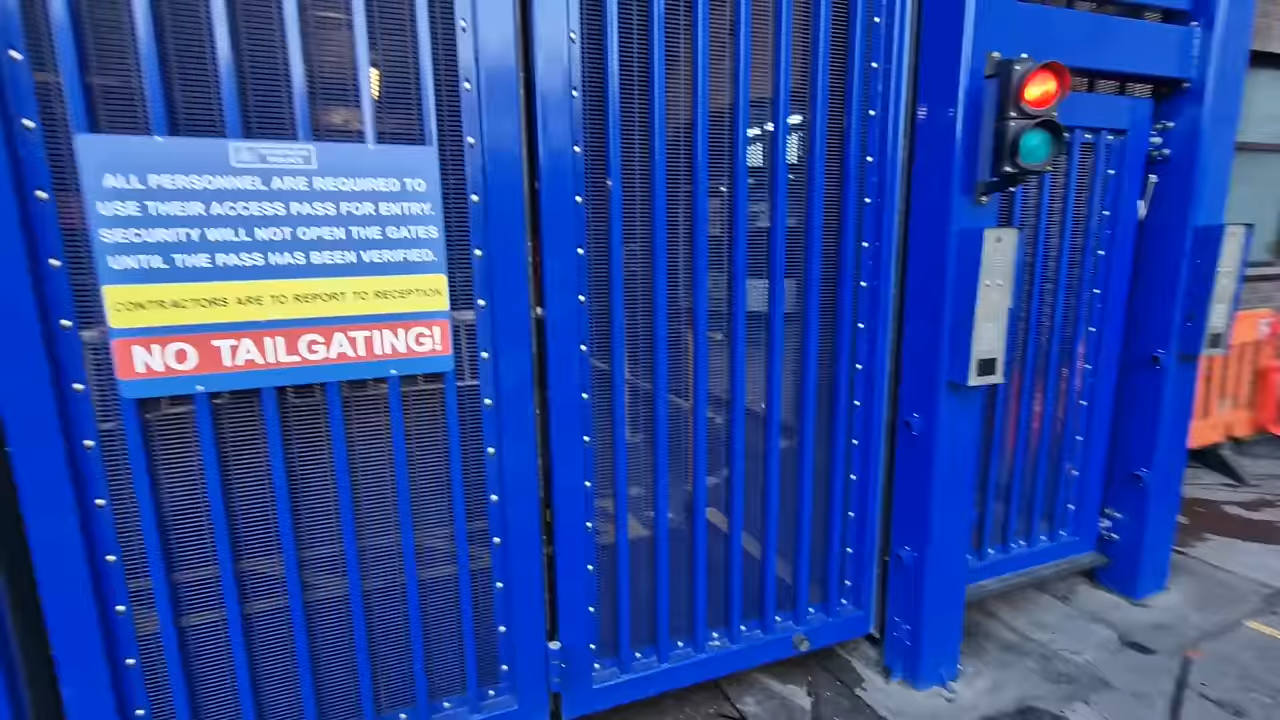 ALL PERSONNEL ARE REQUIRED TO
USE THEIR ACCESS PASS FOR ENTRY.
SECURITY WILL NOT OPEN THE GATES
UNTIL THE PASS HAS BEEN VERIFIED.
CONTRACTORS ARE TO REPORT TO RECEPTION
NO TAILGATING!